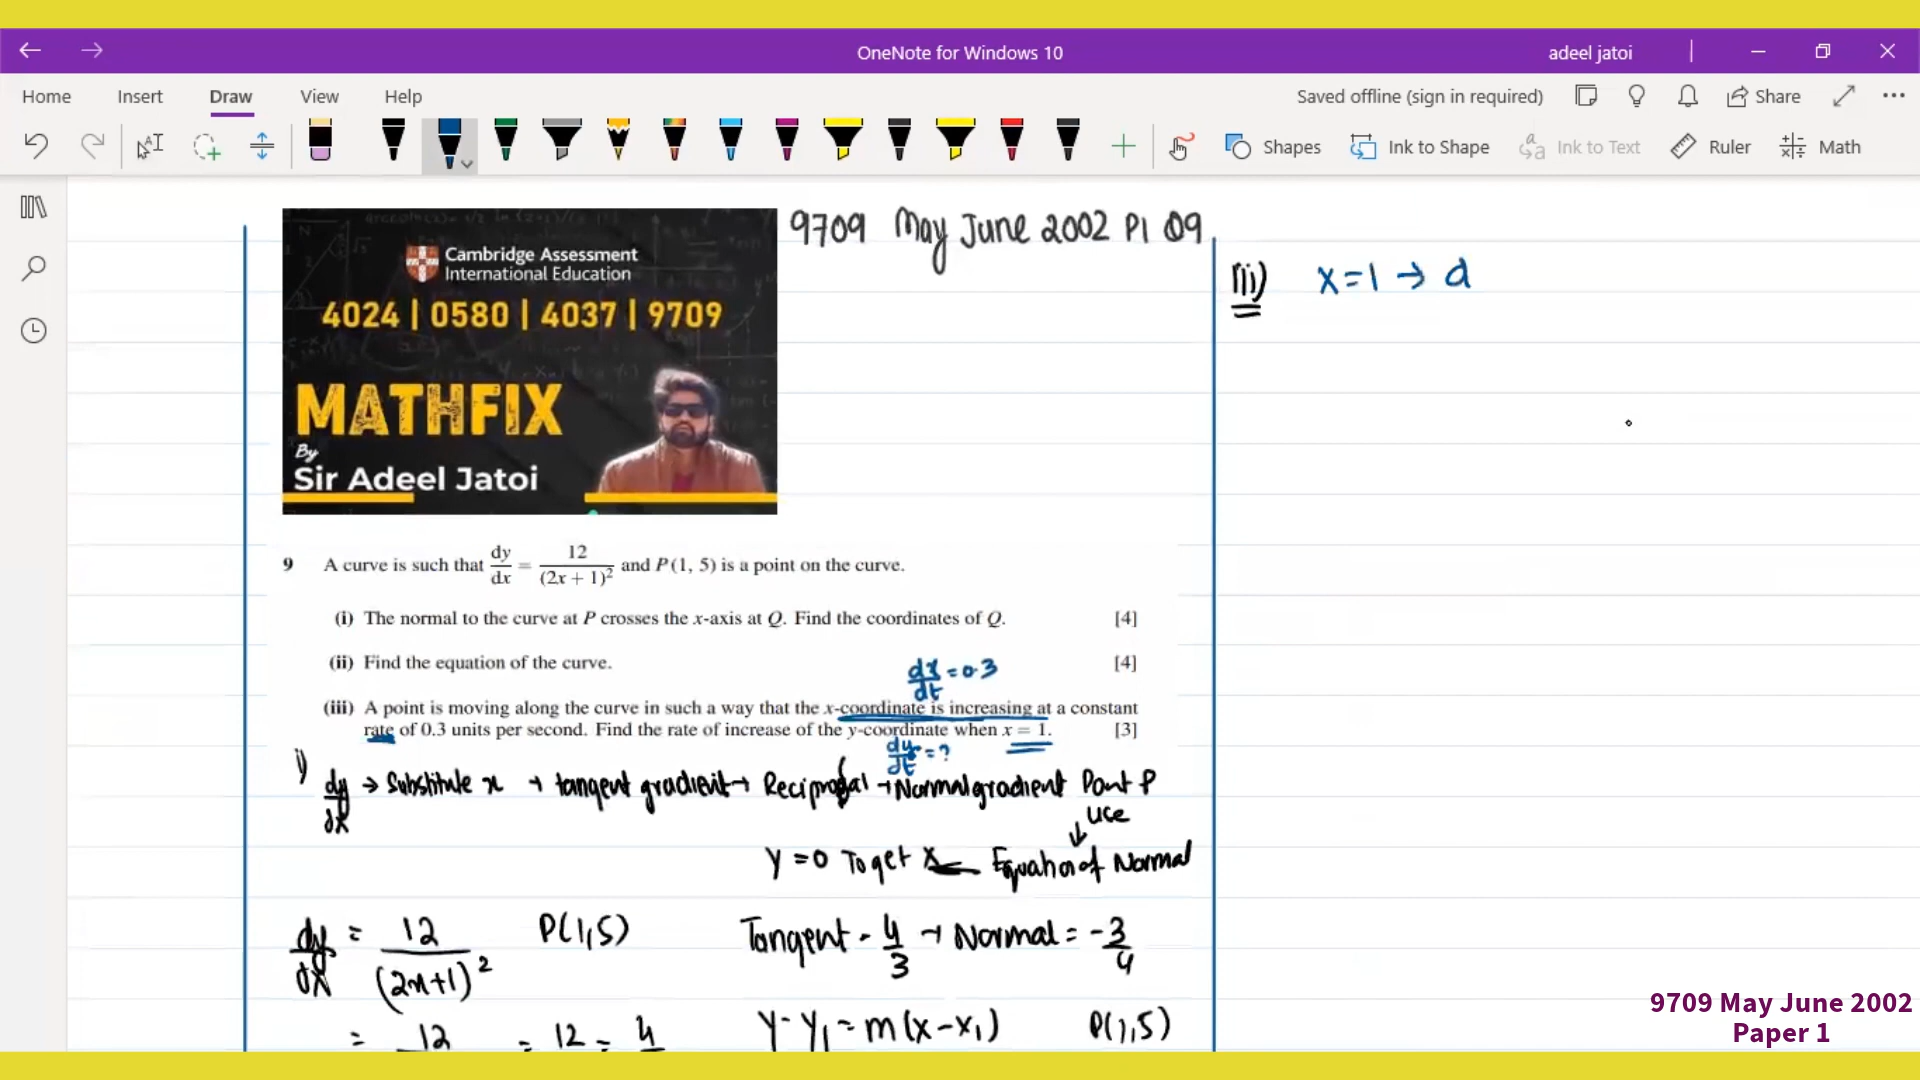 OneNote for Windows 10
adeel jatoi
Home Insert Draw View Help
Saved offline (sign in required)
Share
Shapes
Ink to Shape
Ink to Text
Ruler
Math
Cambridge Assessment
International Education
4024 | 0580 | 4037 | 9709
MATHFIX
By
Sir Adeel Jatoi
9709 May June 2002 P1 Q9
iii) x=1 → d
9 A curve is such that dy/dx = 12/(2x + 1)² and P(1, 5) is a point on the curve.
(i) The normal to the curve at P crosses the x-axis at Q. Find the coordinates of Q. [4]
(ii) Find the equation of the curve. [4]
dx/dt = 0.3
(iii) A point is moving along the curve in such a way that the x-coordinate is increasing at a constant
rate of 0.3 units per second. Find the rate of increase of the y-coordinate when x = 1. [3]
dy/dt = ?
i) dy/dx → Substitute x → tangent gradient → Reciprocal → Normal gradient Point P
Use
↓
y = 0 To get x ← Equation of Normal
dy/dx = 12/(2x+1)² P(1,5)
Tangent - 4/3 → Normal = -3/4
= 12 = 12 = 4
y - y₁ = m(x - x₁) P(1,5)
9709 May June 2002
Paper 1